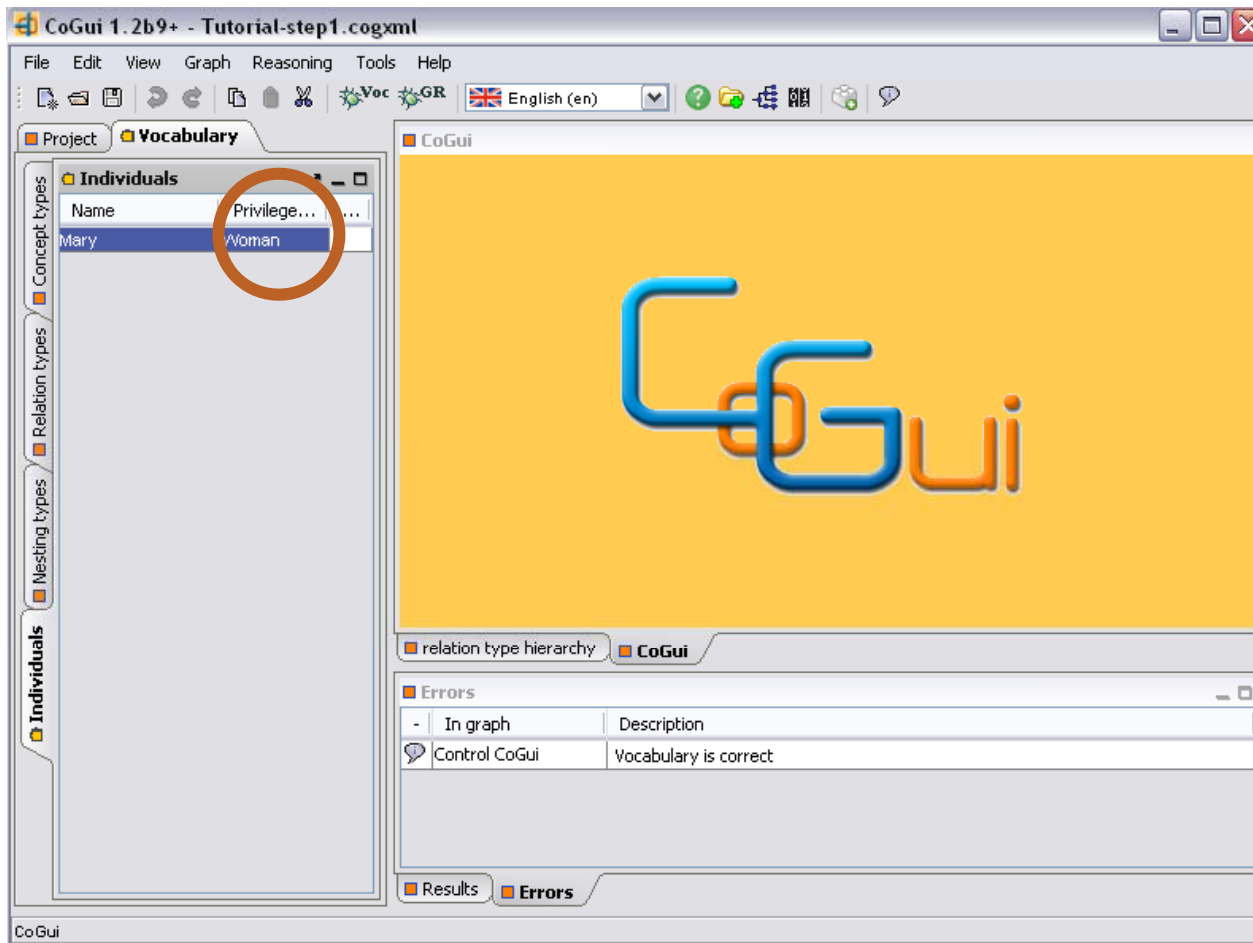 CoGui 1.2b9+ - Tutorial-step1.cogxml
File Edit View Graph Reasoning Tools Help
Voc GR English (en)
Project Vocabulary
Concept types
Relation types
Nesting types
Individuals
Individuals
Name Privilege... ...
Mary Woman
CoGui
CoGui
relation type hierarchy CoGui
Errors
- In graph Description
Control CoGui Vocabulary is correct
Results Errors
CoGui